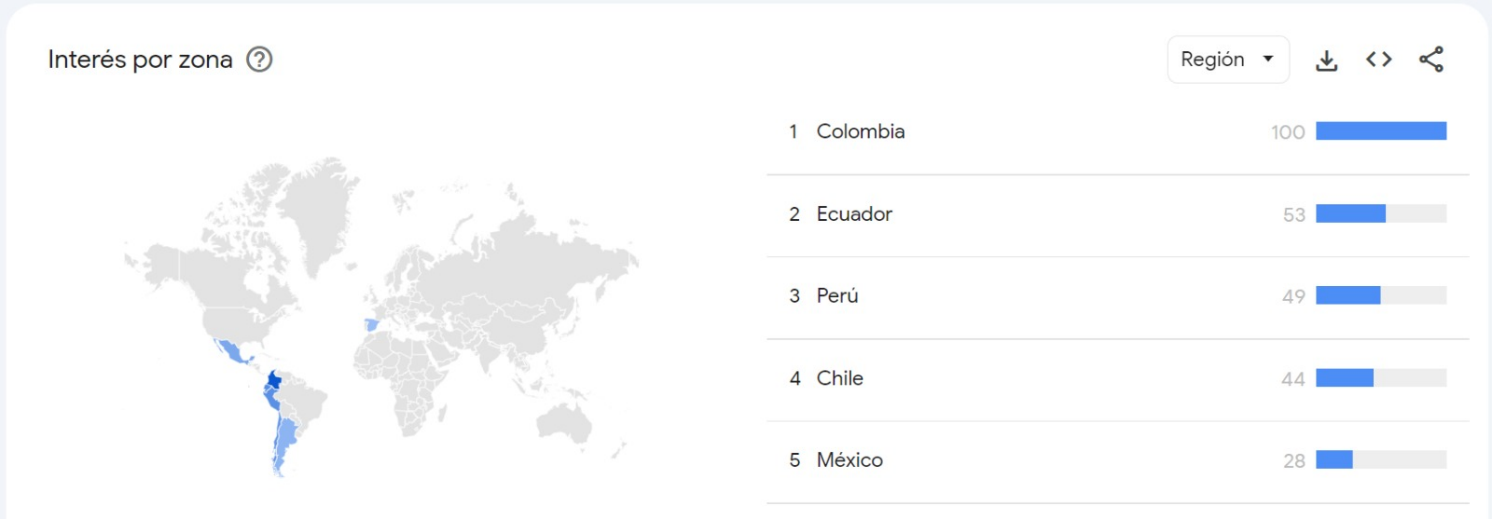 Interés por zona
Región
1 Colombia 100
2 Ecuador 53
3 Perú 49
4 Chile 44
5 México 28